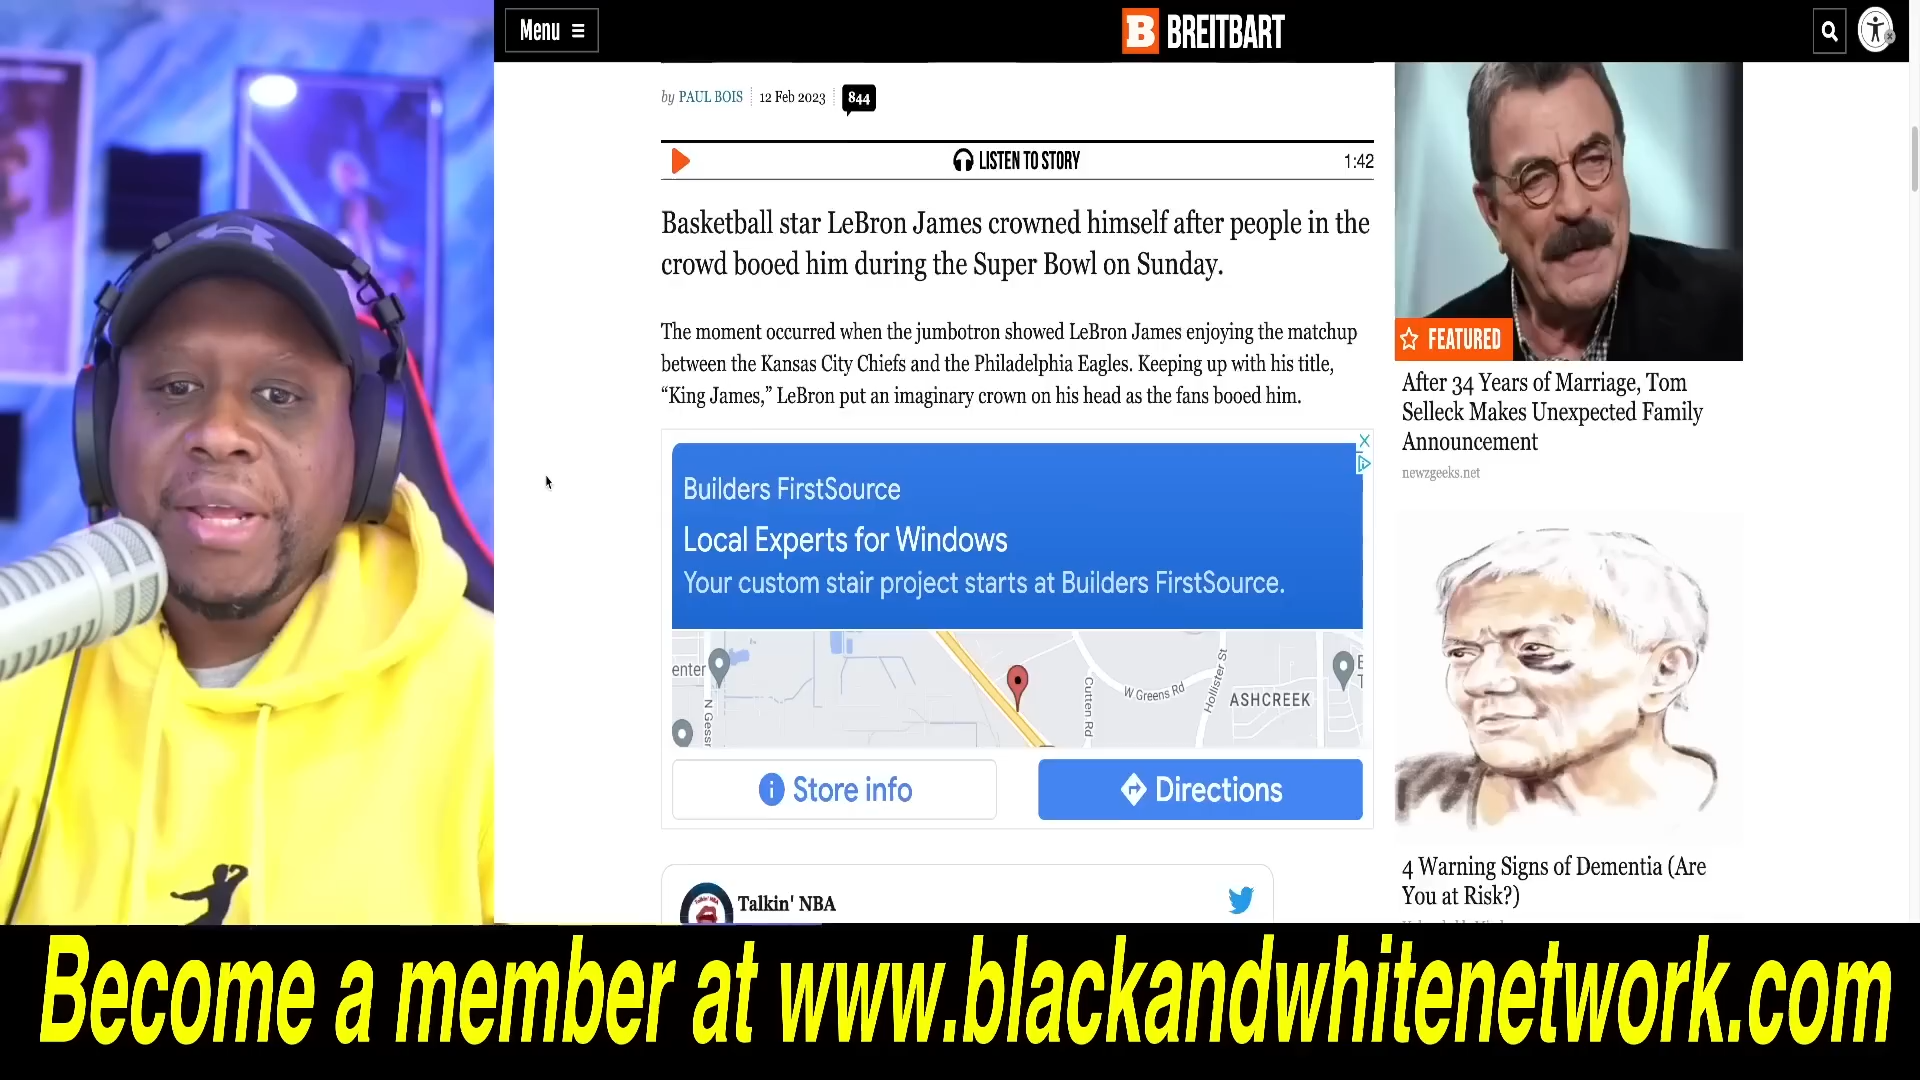 Menu
B BREITBART
by PAUL BOIS 12 Feb 2023 844
LISTEN TO STORY 1:42
Basketball star LeBron James crowned himself after people in the
crowd booed him during the Super Bowl on Sunday.
The moment occurred when the jumbotron showed LeBron James enjoying the matchup
between the Kansas City Chiefs and the Philadelphia Eagles. Keeping up with his title,
“King James,” LeBron put an imaginary crown on his head as the fans booed him.
Builders FirstSource
Local Experts for Windows
Your custom stair project starts at Builders FirstSource.
enter
N Gessr
Cutten Rd
W Greens Rd
Hollister St
ASHCREEK
Store info
Directions
Talkin' NBA
FEATURED
After 34 Years of Marriage, Tom
Selleck Makes Unexpected Family
Announcement
newzgeeks.net
4 Warning Signs of Dementia (Are
You at Risk?)
Become a member at www.blackandwhitenetwork.com